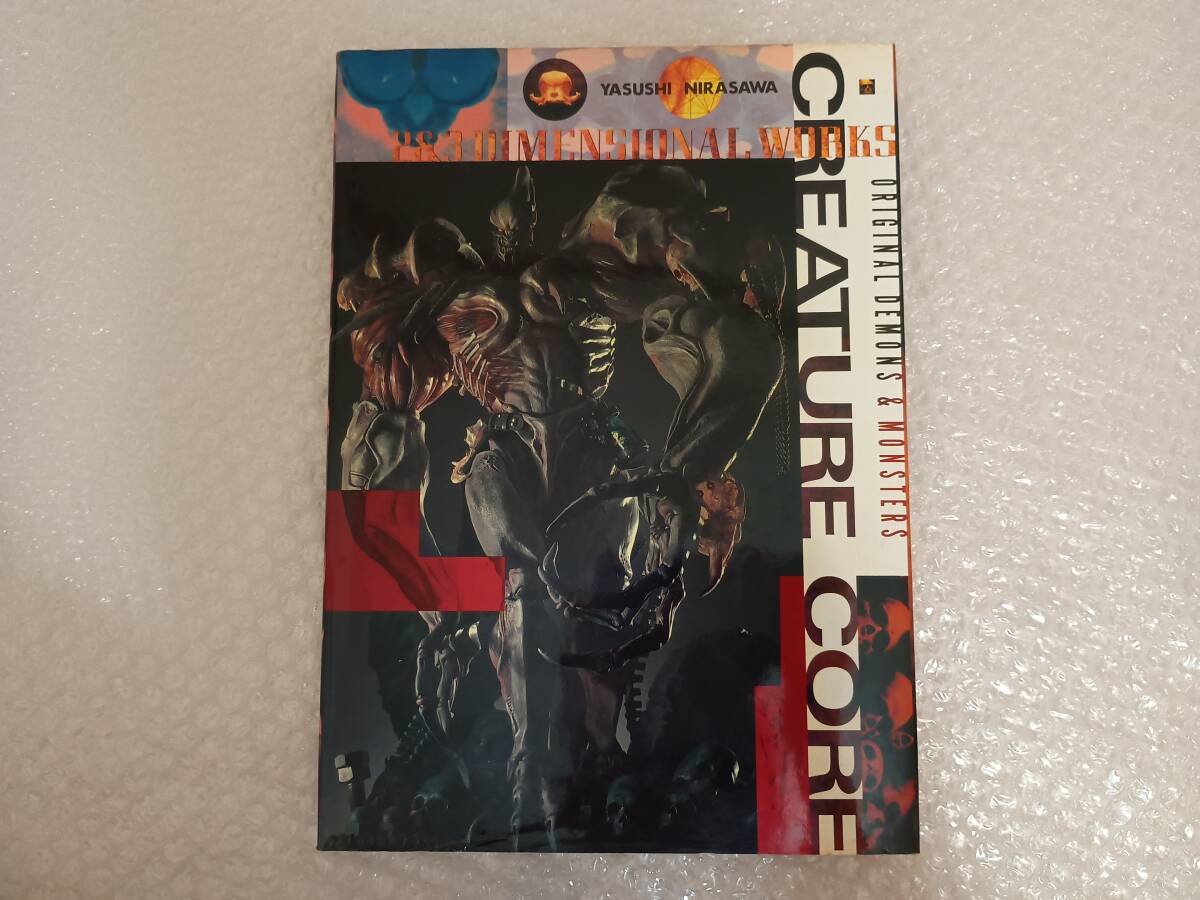 YASUSHI NIRASAWA
2&3 DIMENSIONAL WORKS
CREATURE CORE
ORIGINAL DEMONS & MONSTERS